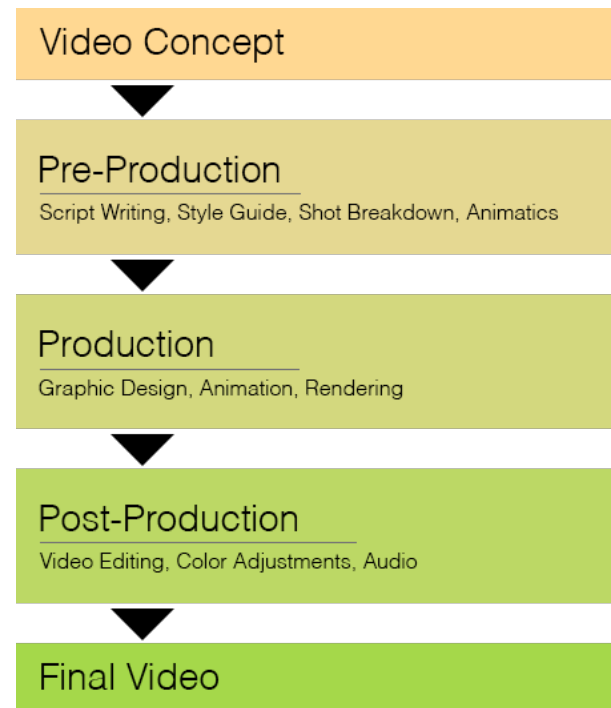 Video Concept
Pre-Production
Script Writing, Style Guide, Shot Breakdown, Animatics
Production
Graphic Design, Animation, Rendering
Post-Production
Video Editing, Color Adjustments, Audio
Final Video